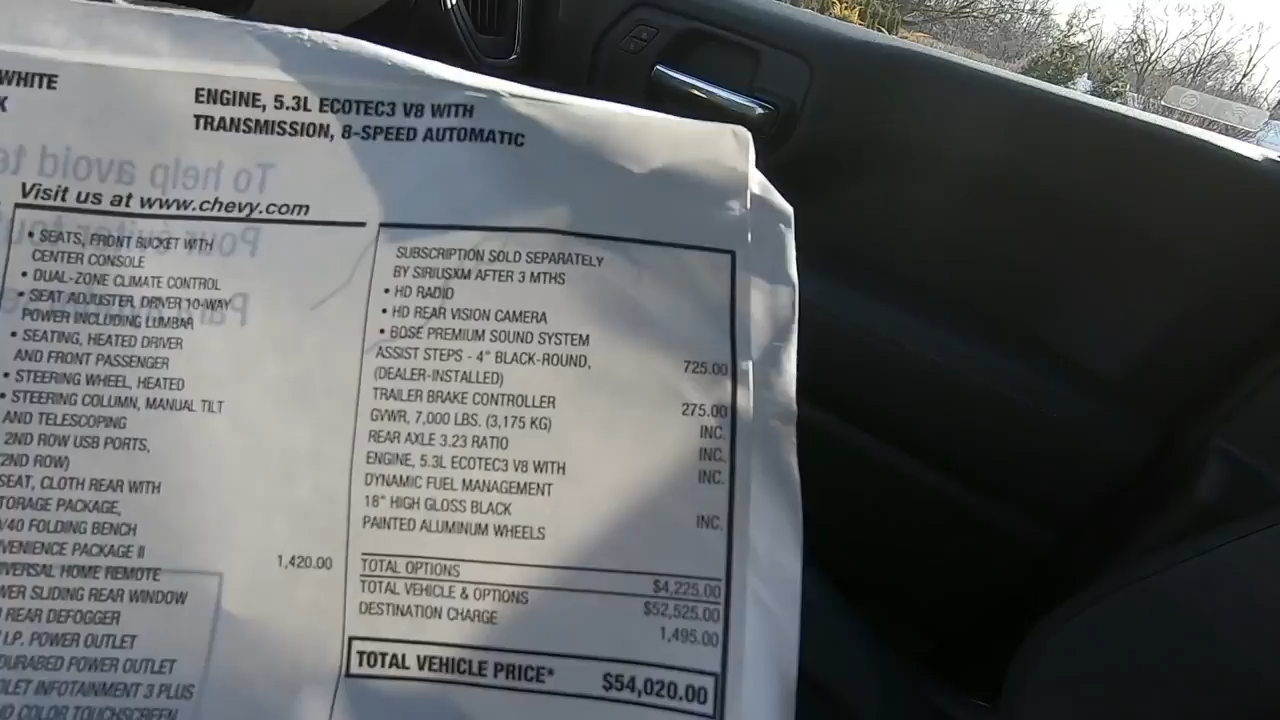 WHITE
K
ENGINE, 5.3L ECOTEC3 V8 WITH
TRANSMISSION, 8-SPEED AUTOMATIC
To help avoid
Visit us at www.chevy.com
Pour éviter
• SEATS, FRONT BUCKET WITH
CENTER CONSOLE
• DUAL-ZONE CLIMATE CONTROL
• SEAT ADJUSTER, DRIVER 10-WAY
POWER INCLUDING LUMBAR
• SEATING, HEATED DRIVER
AND FRONT PASSENGER
• STEERING WHEEL, HEATED
• STEERING COLUMN, MANUAL TILT
AND TELESCOPING
2ND ROW USB PORTS,
2ND ROW)
SEAT, CLOTH REAR WITH
TORAGE PACKAGE,
/40 FOLDING BENCH
VENIENCE PACKAGE II 1,420.00
IVERSAL HOME REMOTE
WER SLIDING REAR WINDOW
REAR DEFOGGER
I.P. POWER OUTLET
DURABED POWER OUTLET
OLET INFOTAINMENT 3 PLUS
COLOR TOUCHSCREEN
SUBSCRIPTION SOLD SEPARATELY
BY SIRIUSXM AFTER 3 MTHS
• HD RADIO
• HD REAR VISION CAMERA
• BOSE PREMIUM SOUND SYSTEM
ASSIST STEPS - 4" BLACK-ROUND, 725.00
(DEALER-INSTALLED)
TRAILER BRAKE CONTROLLER 275.00
GVWR, 7,000 LBS. (3,175 KG) INC.
REAR AXLE 3.23 RATIO INC.
ENGINE, 5.3L ECOTEC3 V8 WITH INC.
DYNAMIC FUEL MANAGEMENT
18" HIGH GLOSS BLACK INC.
PAINTED ALUMINUM WHEELS
TOTAL OPTIONS $4,225.00
TOTAL VEHICLE & OPTIONS $52,525.00
DESTINATION CHARGE 1,495.00
TOTAL VEHICLE PRICE* $54,020.00